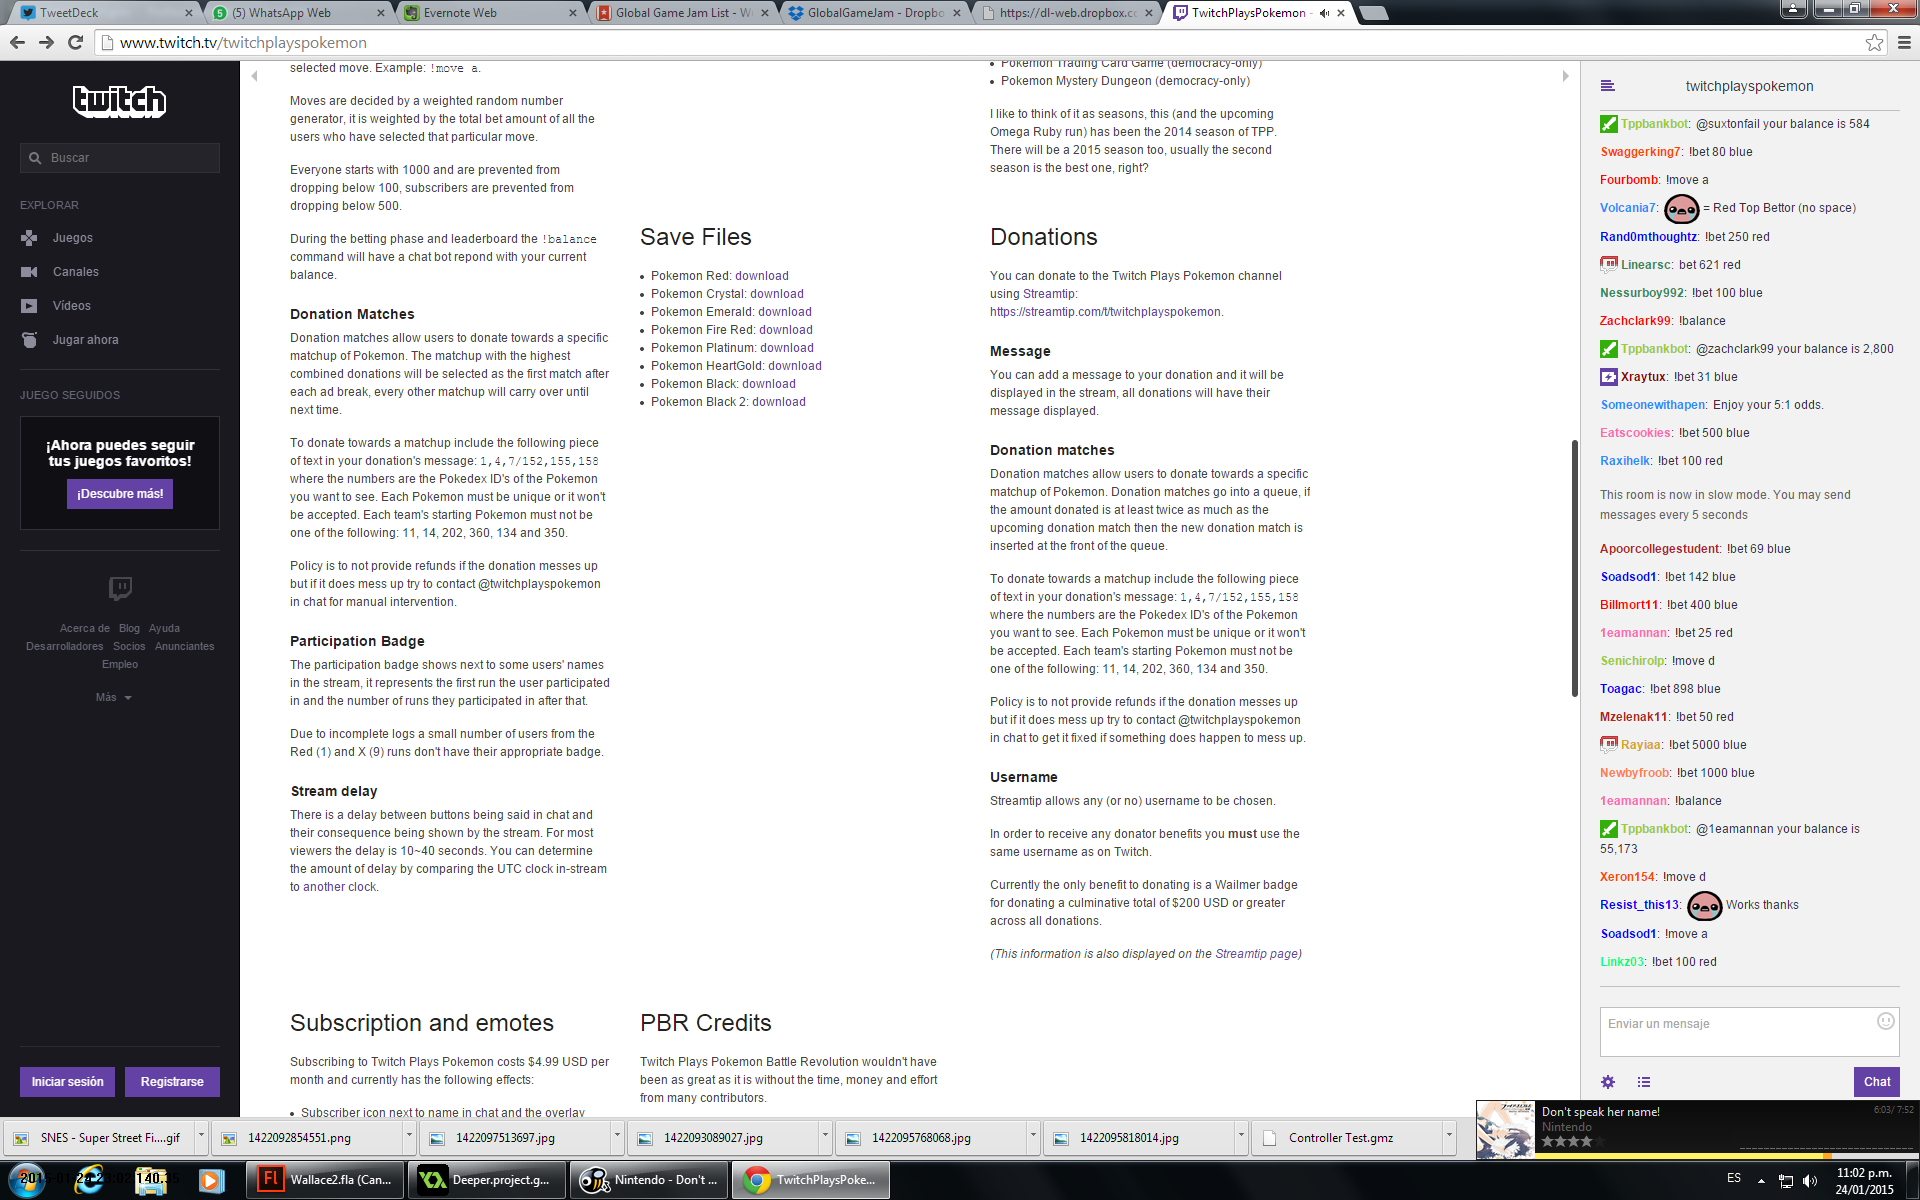 TweetDeck
(5) WhatsApp Web
Evernote Web
Global Game Jam List - W
GlobalGameJam - Dropbo
https://dl-web.dropbox.c
TwitchPlaysPokemon -
www.twitch.tv/twitchplayspokemon
twitch
Buscar
EXPLORAR
Juegos
Canales
Vídeos
Jugar ahora
JUEGO SEGUIDOS
¡Ahora puedes seguir
tus juegos favoritos!
¡Descubre más!
Acerca de Blog Ayuda
Desarrolladores Socios Anunciantes
Empleo
Más
Iniciar sesión
Registrarse
selected move. Example: !move a.
Moves are decided by a weighted random number
generator, it is weighted by the total bet amount of all the
users who have selected that particular move.
Everyone starts with 1000 and are prevented from
dropping below 100, subscribers are prevented from
dropping below 500.
During the betting phase and leaderboard the !balance
command will have a chat bot repond with your current
balance.
Donation Matches
Donation matches allow users to donate towards a specific
matchup of Pokemon. The matchup with the highest
combined donations will be selected as the first match after
each ad break, every other matchup will carry over until
next time.
To donate towards a matchup include the following piece
of text in your donation's message: 1,4,7/152,155,158
where the numbers are the Pokedex ID's of the Pokemon
you want to see. Each Pokemon must be unique or it won't
be accepted. Each team's starting Pokemon must not be
one of the following: 11, 14, 202, 360, 134 and 350.
Policy is to not provide refunds if the donation messes up
but if it does mess up try to contact @twitchplayspokemon
in chat for manual intervention.
Participation Badge
The participation badge shows next to some users' names
in the stream, it represents the first run the user participated
in and the number of runs they participated in after that.
Due to incomplete logs a small number of users from the
Red (1) and X (9) runs don't have their appropriate badge.
Stream delay
There is a delay between buttons being said in chat and
their consequence being shown by the stream. For most
viewers the delay is 10~40 seconds. You can determine
the amount of delay by comparing the UTC clock in-stream
to another clock.
Save Files
Pokemon Red: download
Pokemon Crystal: download
Pokemon Emerald: download
Pokemon Fire Red: download
Pokemon Platinum: download
Pokemon HeartGold: download
Pokemon Black: download
Pokemon Black 2: download
Pokemon Trading Card Game (democracy-only)
Pokemon Mystery Dungeon (democracy-only)
I like to think of it as seasons, this (and the upcoming
Omega Ruby run) has been the 2014 season of TPP.
There will be a 2015 season too, usually the second
season is the best one, right?
Donations
You can donate to the Twitch Plays Pokemon channel
using Streamtip:
https://streamtip.com/t/twitchplayspokemon.
Message
You can add a message to your donation and it will be
displayed in the stream, all donations will have their
message displayed.
Donation matches
Donation matches allow users to donate towards a specific
matchup of Pokemon. Donation matches go into a queue, if
the amount donated is at least twice as much as the
upcoming donation match then the new donation match is
inserted at the front of the queue.
To donate towards a matchup include the following piece
of text in your donation's message: 1,4,7/152,155,158
where the numbers are the Pokedex ID's of the Pokemon
you want to see. Each Pokemon must be unique or it won't
be accepted. Each team's starting Pokemon must not be
one of the following: 11, 14, 202, 360, 134 and 350.
Policy is to not provide refunds if the donation messes up
but if it does mess up try to contact @twitchplayspokemon
in chat to get it fixed if something does happen to mess up.
Username
Streamtip allows any (or no) username to be chosen.
In order to receive any donator benefits you must use the
same username as on Twitch.
Currently the only benefit to donating is a Wailmer badge
for donating a culminative total of $200 USD or greater
across all donations.
(This information is also displayed on the Streamtip page)
Subscription and emotes
Subscribing to Twitch Plays Pokemon costs $4.99 USD per
month and currently has the following effects:
Subscriber icon next to name in chat and the overlay
PBR Credits
Twitch Plays Pokemon Battle Revolution wouldn't have
been as great as it is without the time, money and effort
from many contributors.
twitchplayspokemon
Tppbankbot: @suxtonfail your balance is 584
Swaggerking7: !bet 80 blue
Fourbomb: !move a
Volcania7: = Red Top Bettor (no space)
Rand0mthoughtz: !bet 250 red
Linearsc: bet 621 red
Nessurboy992: !bet 100 blue
Zachclark99: !balance
Tppbankbot: @zachclark99 your balance is 2,800
Xraytux: !bet 31 blue
Someonewithapen: Enjoy your 5:1 odds.
Eatscookies: !bet 500 blue
Raxihelk: !bet 100 red
This room is now in slow mode. You may send
messages every 5 seconds
Apoorcollegestudent: !bet 69 blue
Soadsod1: !bet 142 blue
Billmort11: !bet 400 blue
1eamannan: !bet 25 red
Senichirolp: !move d
Toagac: !bet 898 blue
Mzelenak11: !bet 50 red
Rayiaa: !bet 5000 blue
Newbyfroob: !bet 1000 blue
1eamannan: !balance
Tppbankbot: @1eamannan your balance is
55,173
Xeron154: !move d
Resist_this13: Works thanks
Soadsod1: !move a
Linkz03: !bet 100 red
Enviar un mensaje
Chat
Don't speak her name!
6:03/ 7:52
Nintendo
SNES - Super Street Fi....gif
1422092854551.png
1422097513697.jpg
1422093089027.jpg
1422095768068.jpg
1422095818014.jpg
Controller Test.gmz
Wallace2.fla (Can...
Deeper.project.g...
Nintendo - Don't ...
TwitchPlaysPoke...
ES
11:02 p.m.
24/01/2015